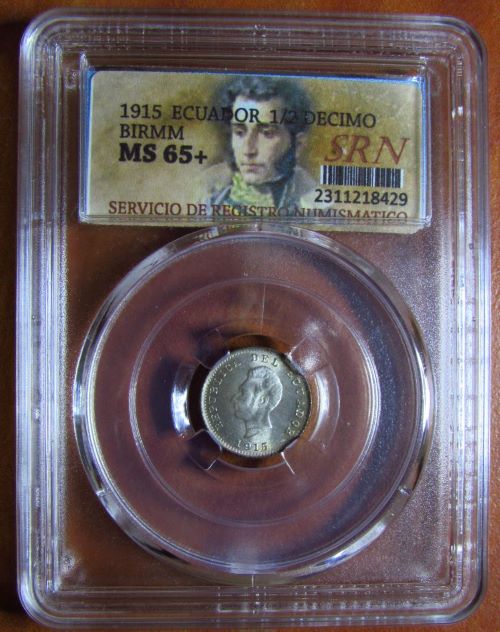 1915 ECUADOR 1/2 DECIMO
BIRMM
MS 65+
SRN
2311218429
SERVICIO DE REGISTRO NUMISMATICO
REPUBLICA DEL ECUADOR
1915